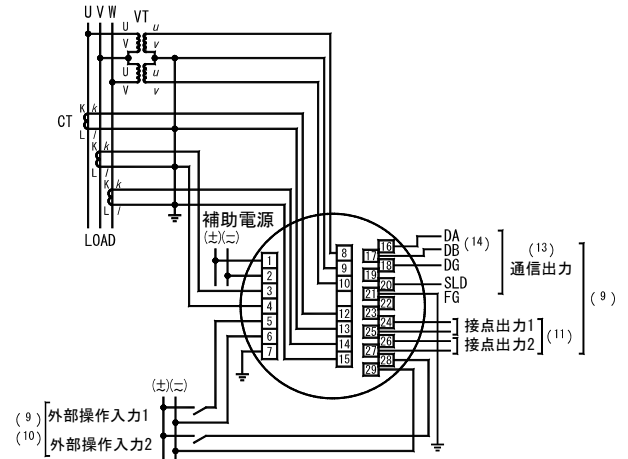 U V W
VT
U u
V v
U u
V v
CT
K k
L l
K k
L l
K k
L l
LOAD
補助電源
(±)(−)
1
2
3
4
5
6
7
8
9
10
12
13
14
15
16
17
18
19
20
21
22
23
24
25
26
27
28
29
DA
DB
DG
(14)
SLD
FG
(13)
通信出力
(9)
接点出力1
接点出力2
(11)
(±)(−)
(9)
(10)
外部操作入力1
外部操作入力2